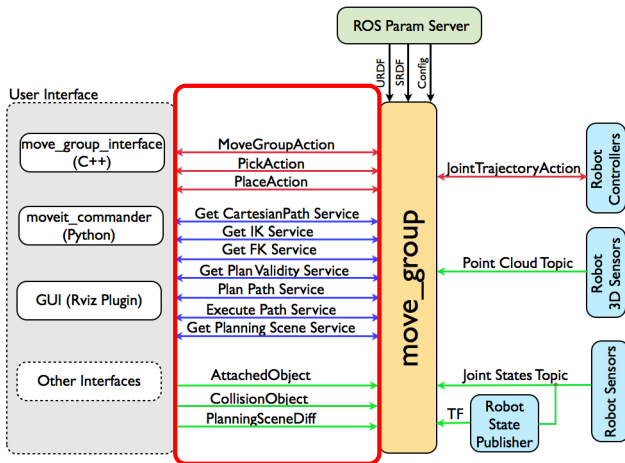 ROS Param Server
URDF
SRDF
Config
User Interface
move_group_interface
(C++)
moveit_commander
(Python)
GUI (Rviz Plugin)
Other Interfaces
MoveGroupAction
PickAction
PlaceAction
Get CartesianPath Service
Get IK Service
Get FK Service
Get Plan Validity Service
Plan Path Service
Execute Path Service
Get Planning Scene Service
AttachedObject
CollisionObject
PlanningSceneDiff
move_group
JointTrajectoryAction
Point Cloud Topic
Joint States Topic
TF
Robot
State
Publisher
Robot
Controllers
Robot
3D Sensors
Robot Sensors